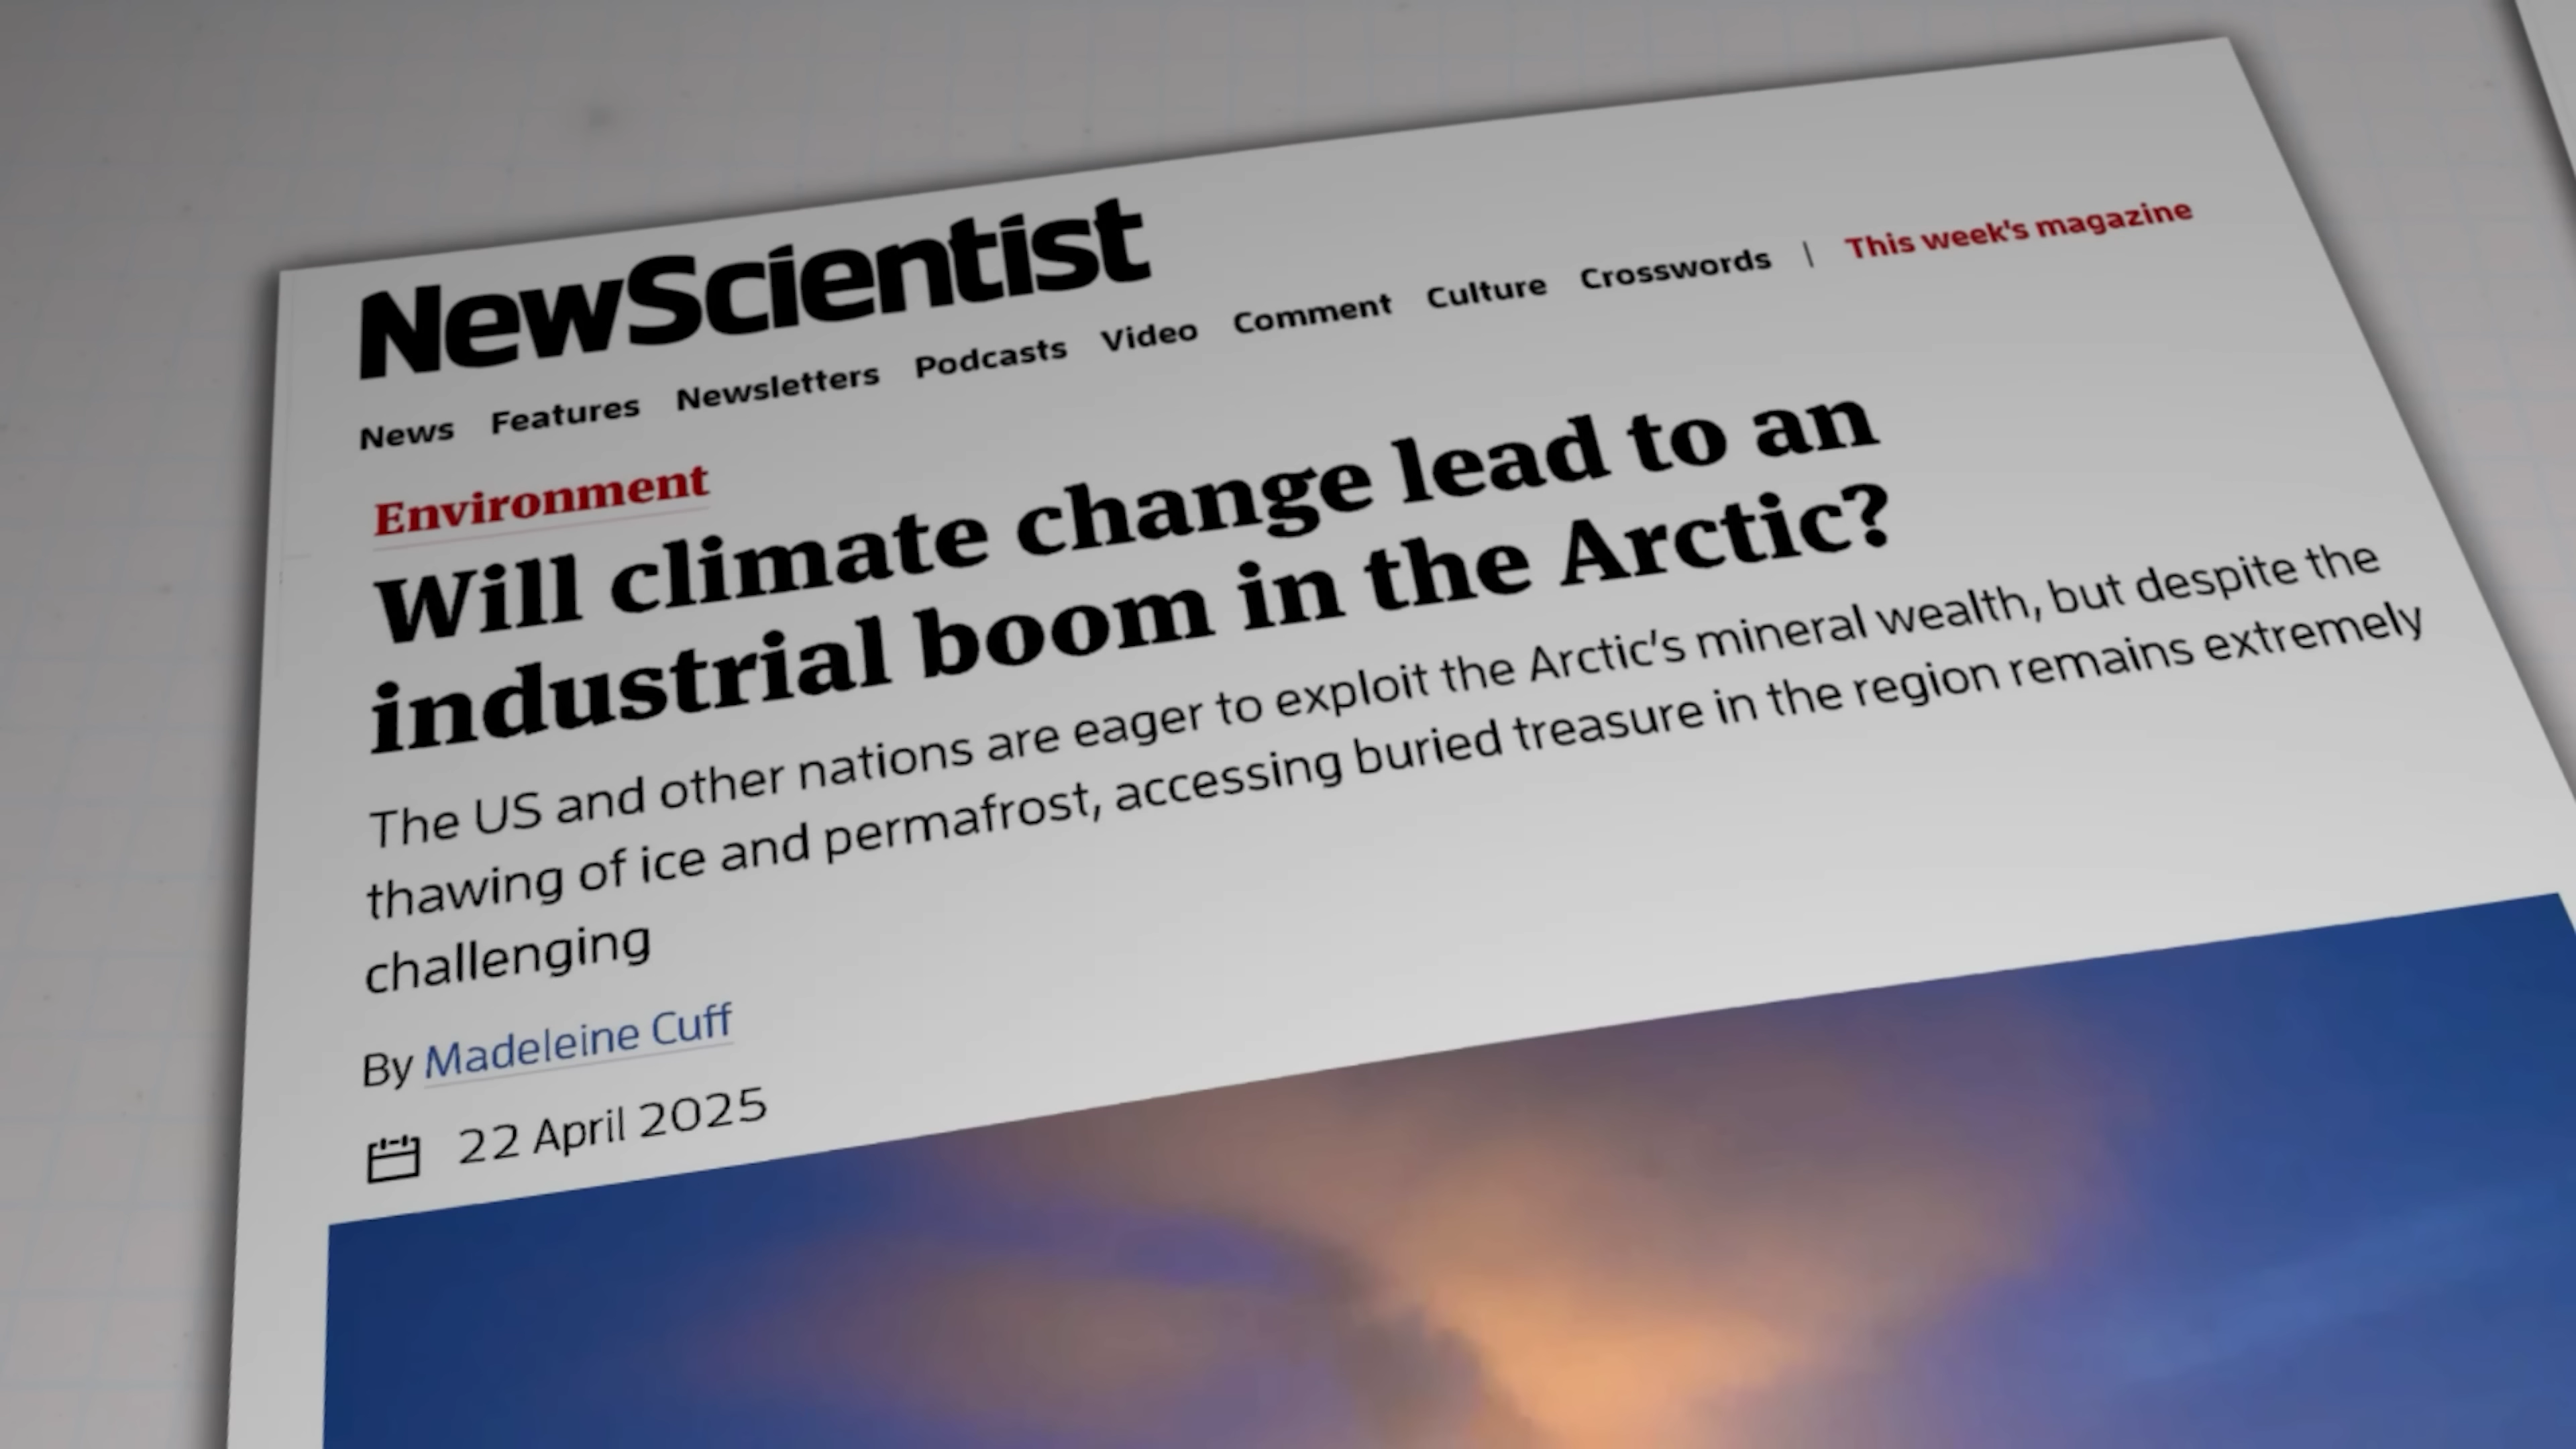 NewScientist
News Features Newsletters Podcasts Video Comment Culture Crosswords | This week's magazine
Environment
Will climate change lead to an
industrial boom in the Arctic?
The US and other nations are eager to exploit the Arctic's mineral wealth, but despite the
thawing of ice and permafrost, accessing buried treasure in the region remains extremely
challenging
By Madeleine Cuff
22 April 2025